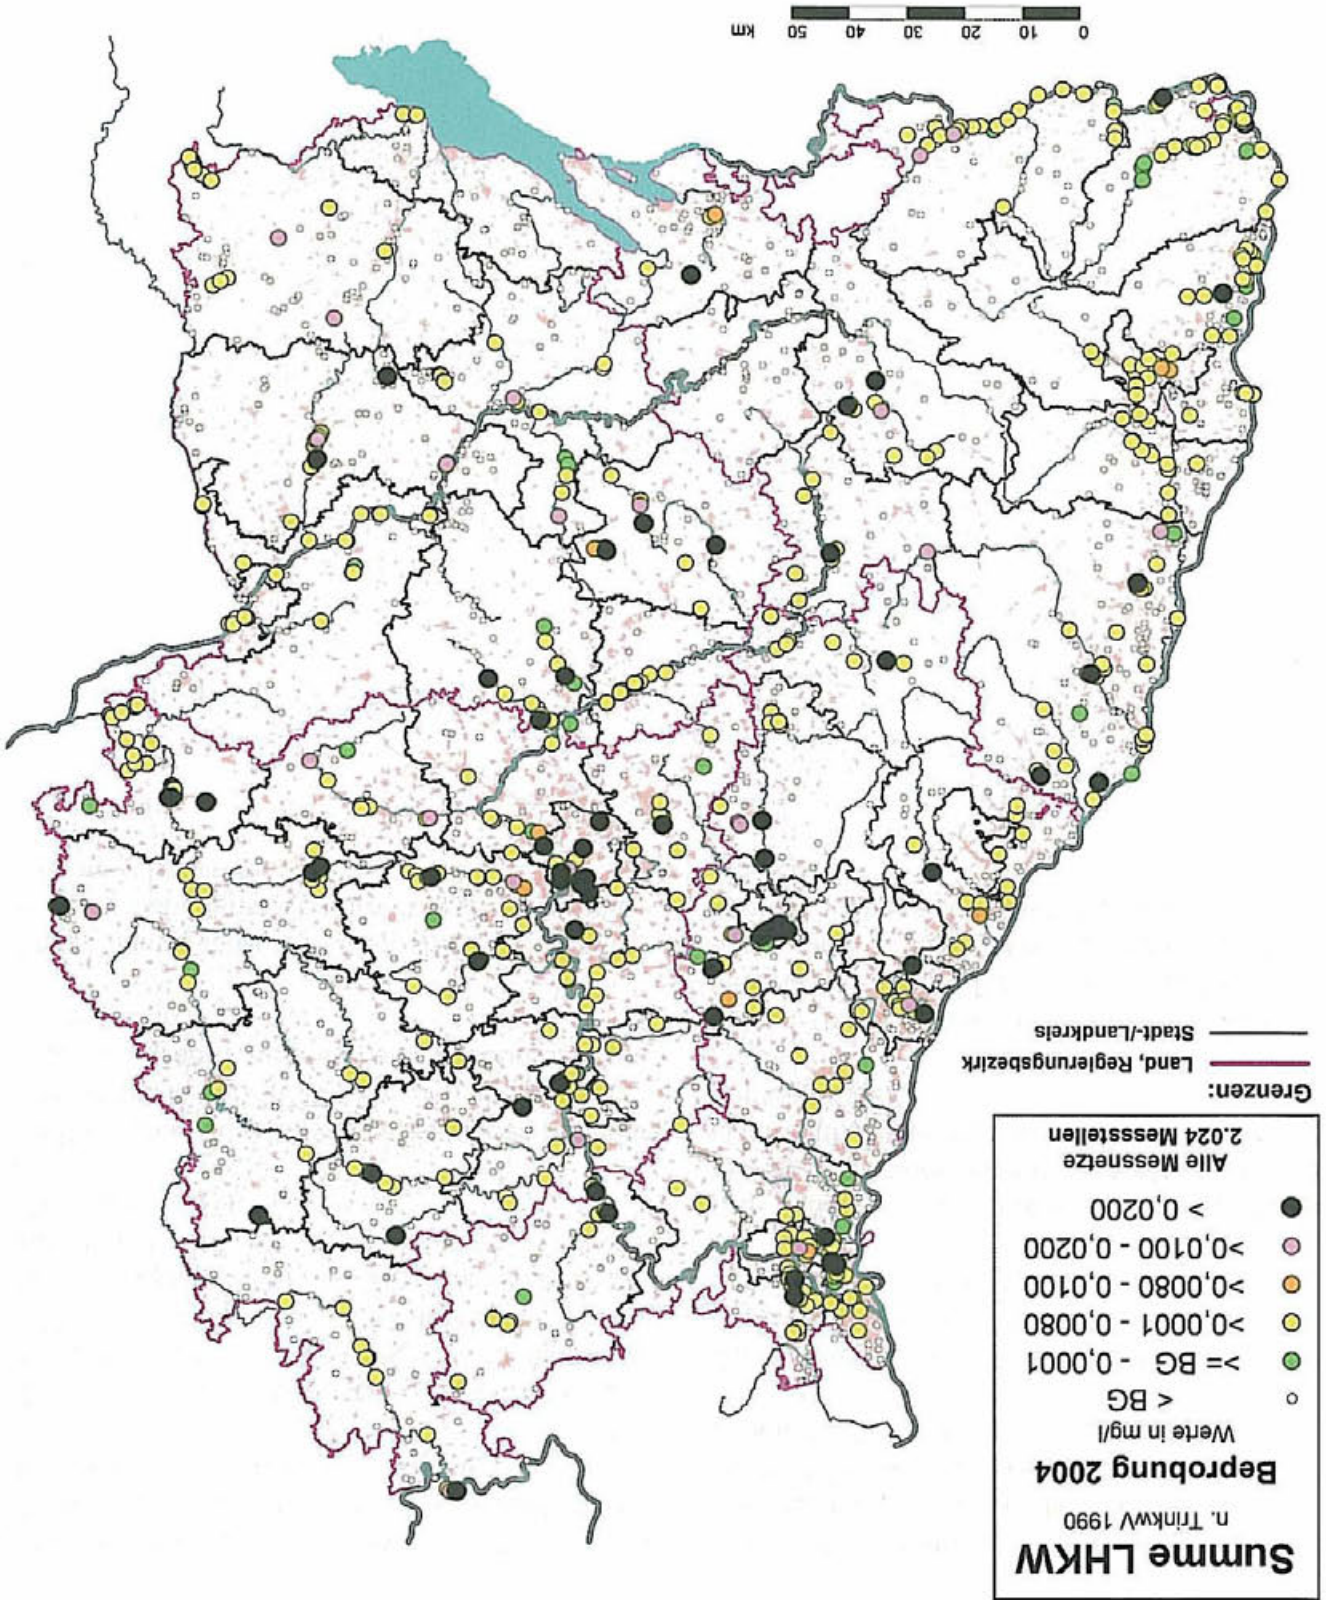 Summe LHKW
n. TrinkwV 1990
Beprobung 2004
Werte in mg/l
< BG
>= BG - 0,0001
>0,0001 - 0,0080
>0,0080 - 0,0100
>0,0100 - 0,0200
> 0,0200
Alle Messnetze
2.024 Messstellen
Grenzen:
Land, Regierungsbezirk
Stadt-/Landkreis
0 10 20 30 40 50 km